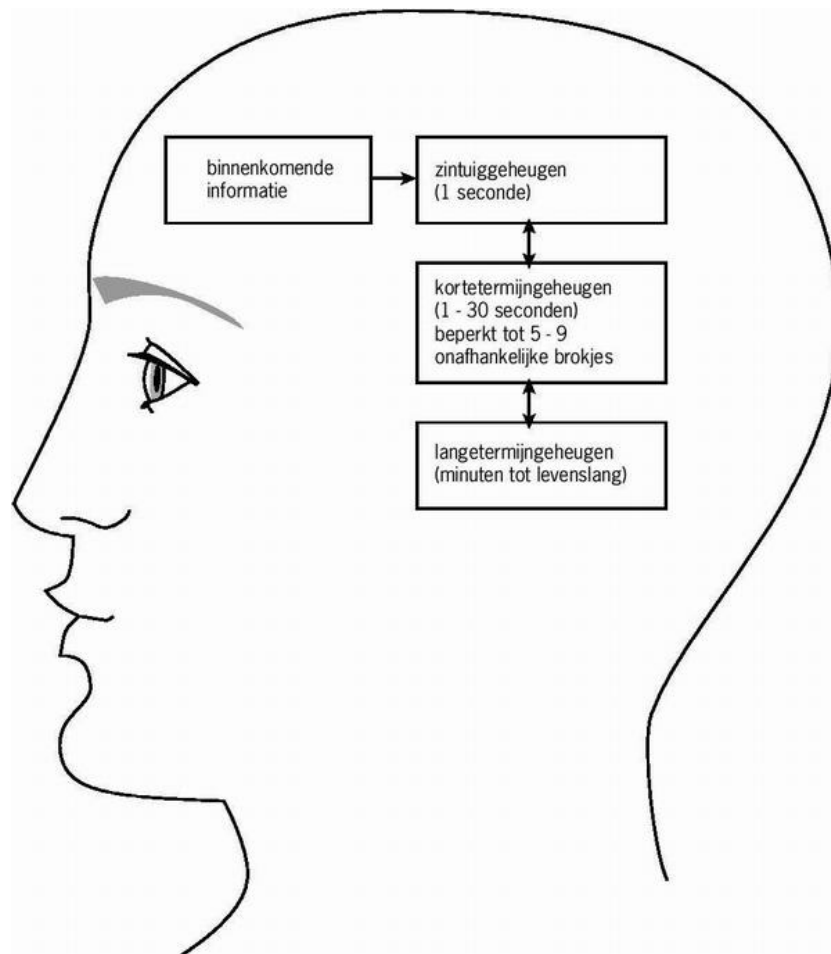 binnenkomende
informatie
zintuiggeheugen
(1 seconde)
kortetermijngeheugen
(1 - 30 seconden)
beperkt tot 5 - 9
onafhankelijke brokjes
langetermijngeheugen
(minuten tot levenslang)